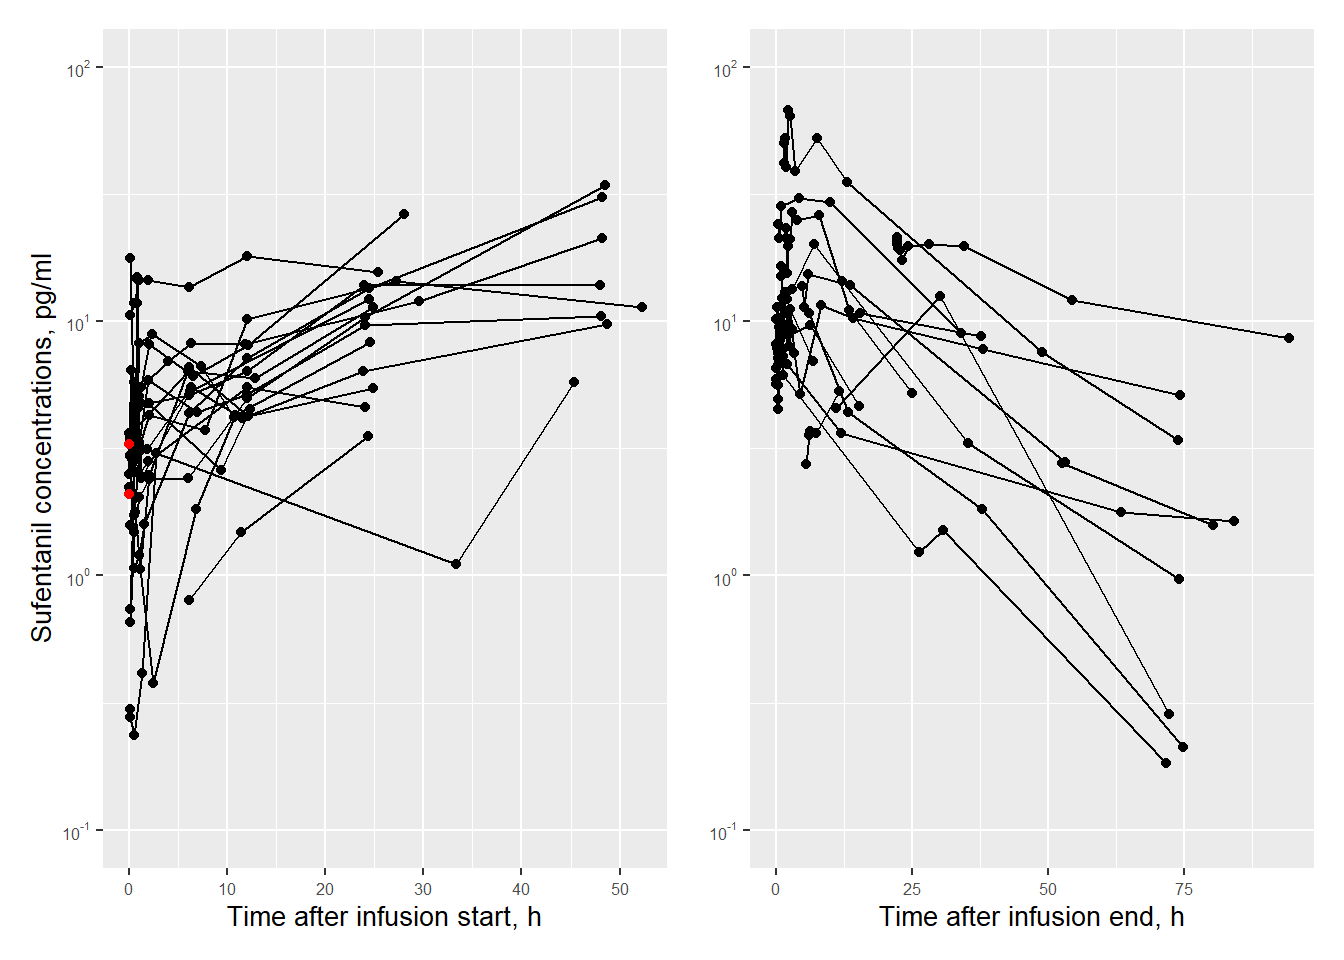 Sufentanil concentrations, pg/ml
10²
10¹
10⁰
10⁻¹
0 10 20 30 40 50
Time after infusion start, h
10²
10¹
10⁰
10⁻¹
0 25 50 75
Time after infusion end, h